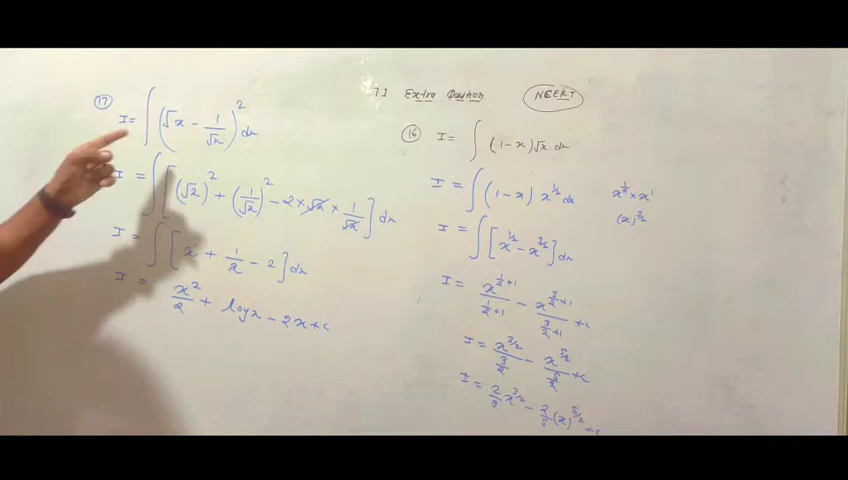 7.1 Extra Question NCERT
17
I = ∫ (√x - 1/√x)² dx
I = ∫ [(√x)² + (1/√x)² - 2 × √x × 1/√x] dx
I = ∫ [x + 1/x - 2] dx
I = x²/2 + log x - 2x + c
16
I = ∫ (1-x)√x dx
I = ∫ (1-x) x^1/2 dx
x^1/2 × x^1
(x)^3/2
I = ∫ [x^1/2 - x^3/2] dx
I = x^(1/2+1)/(1/2+1) - x^(3/2+1)/(3/2+1) + c
I = x^3/2/(3/2) - x^5/2/(5/2) + c
I = 2/3 x^3/2 - 2/5 (x)^5/2 + c